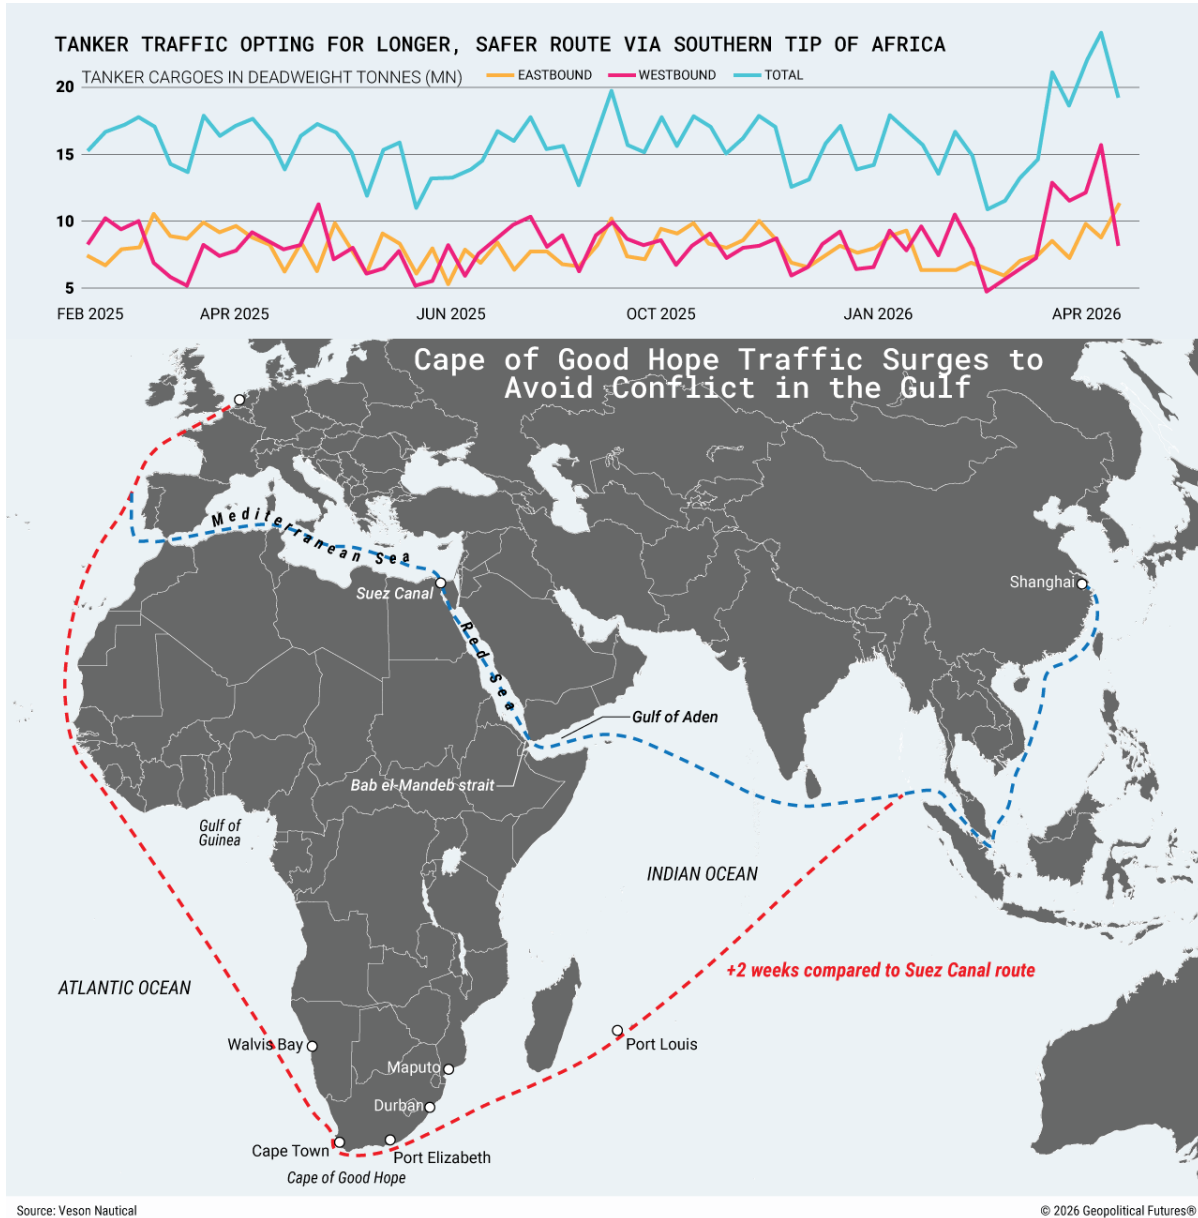 TANKER TRAFFIC OPTING FOR LONGER, SAFER ROUTE VIA SOUTHERN TIP OF AFRICA
TANKER CARGOES IN DEADWEIGHT TONNES (MN)
EASTBOUND
WESTBOUND
TOTAL
20
15
10
5
FEB 2025
APR 2025
JUN 2025
OCT 2025
JAN 2026
APR 2026
Cape of Good Hope Traffic Surges to
Avoid Conflict in the Gulf
Mediterranean Sea
Suez Canal
Shanghai
Red Sea
Gulf of Aden
Bab el-Mandeb strait
Gulf of
Guinea
INDIAN OCEAN
+2 weeks compared to Suez Canal route
ATLANTIC OCEAN
Walvis Bay
Port Louis
Maputo
Durban
Cape Town
Port Elizabeth
Cape of Good Hope
Source: Veson Nautical
© 2026 Geopolitical Futures®